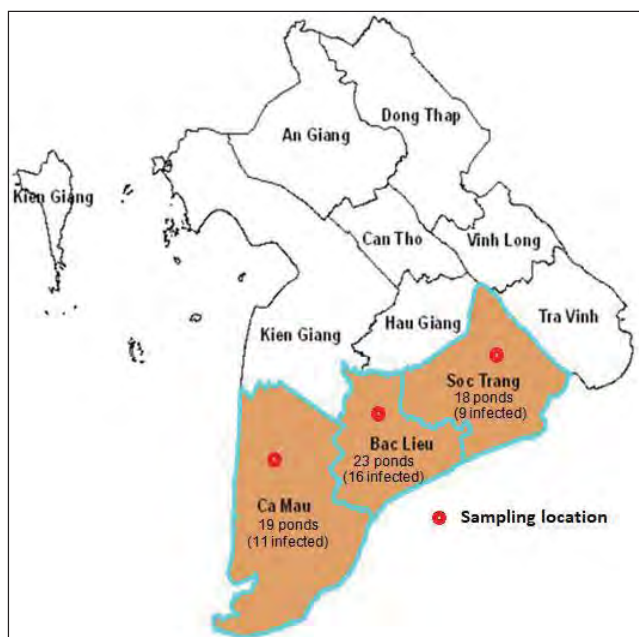 Dong Thap
An Giang
Kien Giang
Can Tho
Vinh Long
Kien Giang
Hau Giang
Tra Vinh
Soc Trang
18 ponds
(9 infected)
Bac Lieu
23 ponds
(16 infected)
Ca Mau
19 ponds
(11 infected)
Sampling location